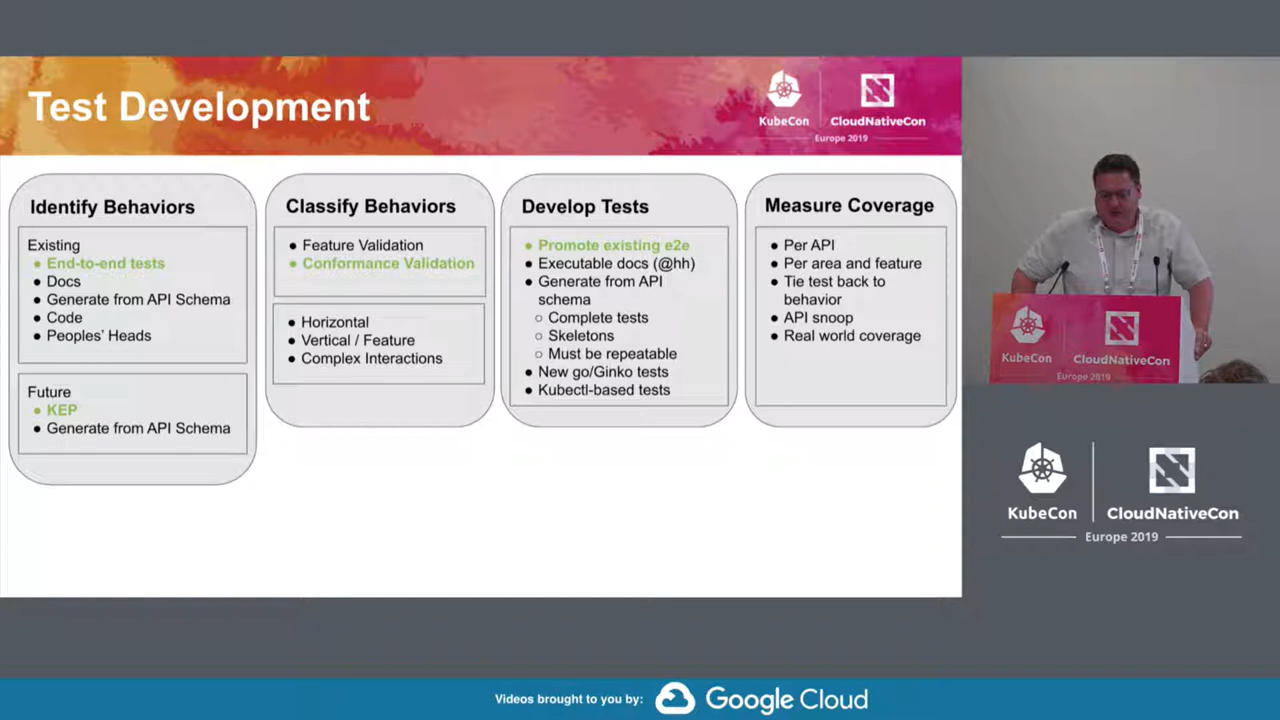 Test Development
KubeCon
CloudNativeCon
Europe 2019
Identify Behaviors
Existing
● End-to-end tests
● Docs
● Generate from API Schema
● Code
● Peoples’ Heads
Future
● KEP
● Generate from API Schema
Classify Behaviors
● Feature Validation
● Conformance Validation
● Horizontal
● Vertical / Feature
● Complex Interactions
Develop Tests
● Promote existing e2e
● Executable docs (@hh)
● Generate from API
schema
○ Complete tests
○ Skeletons
○ Must be repeatable
● New go/Ginko tests
● Kubectl-based tests
Measure Coverage
● Per API
● Per area and feature
● Tie test back to
behavior
● API snoop
● Real world coverage
KubeCon
CloudNativeCon
Europe 2019
KubeCon
CloudNativeCon
Europe 2019
Videos brought to you by:
Google Cloud